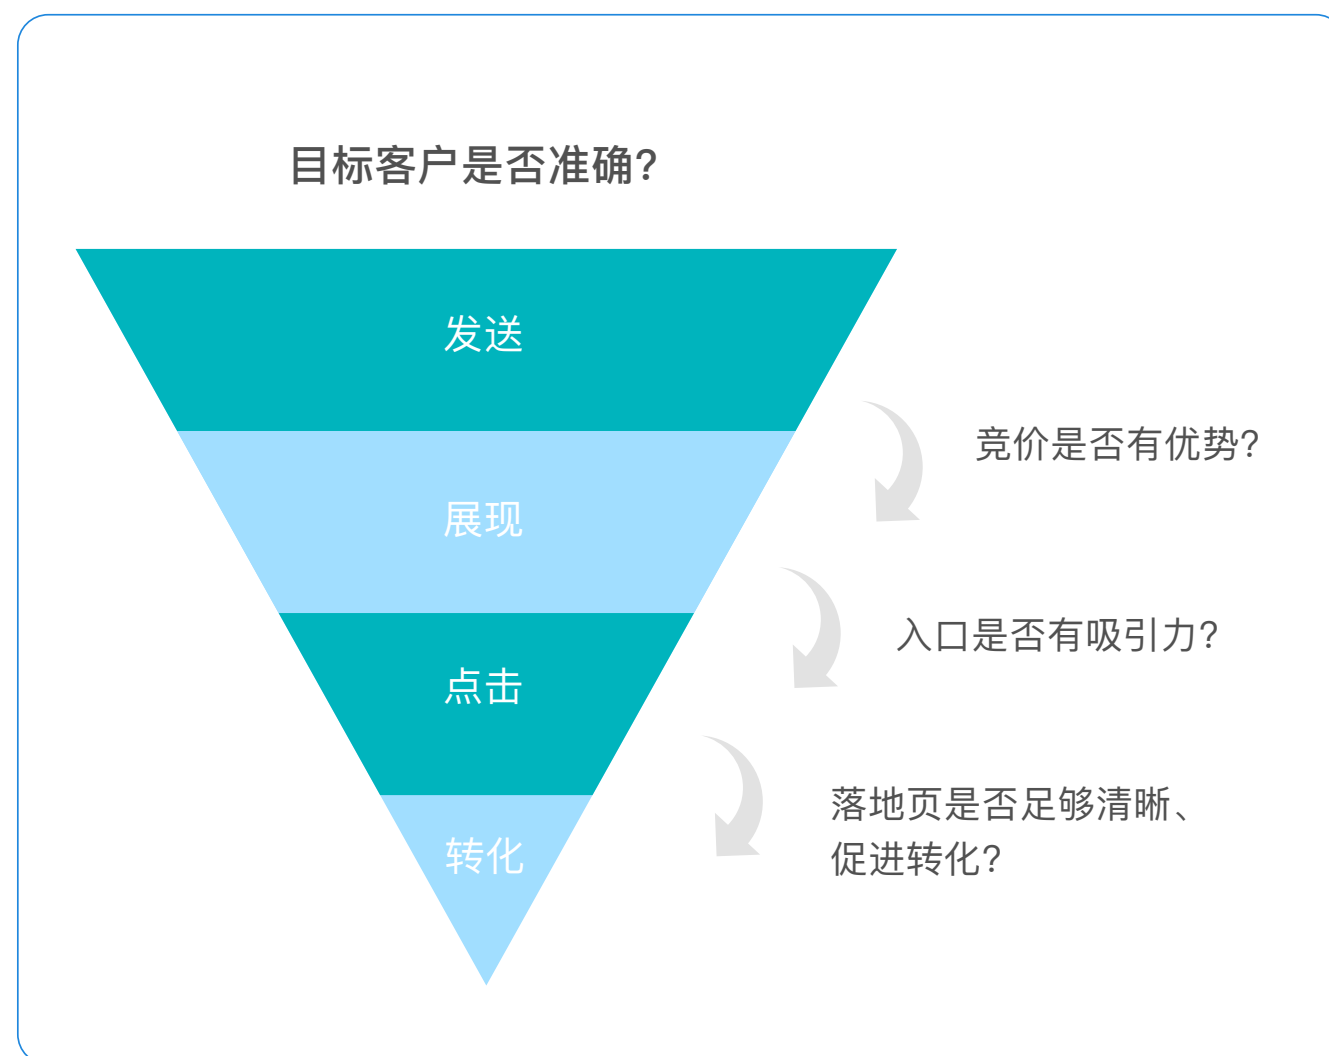 目标客户是否准确?
发送
竞价是否有优势?
展现
入口是否有吸引力?
点击
落地页是否足够清晰、
促进转化?
转化